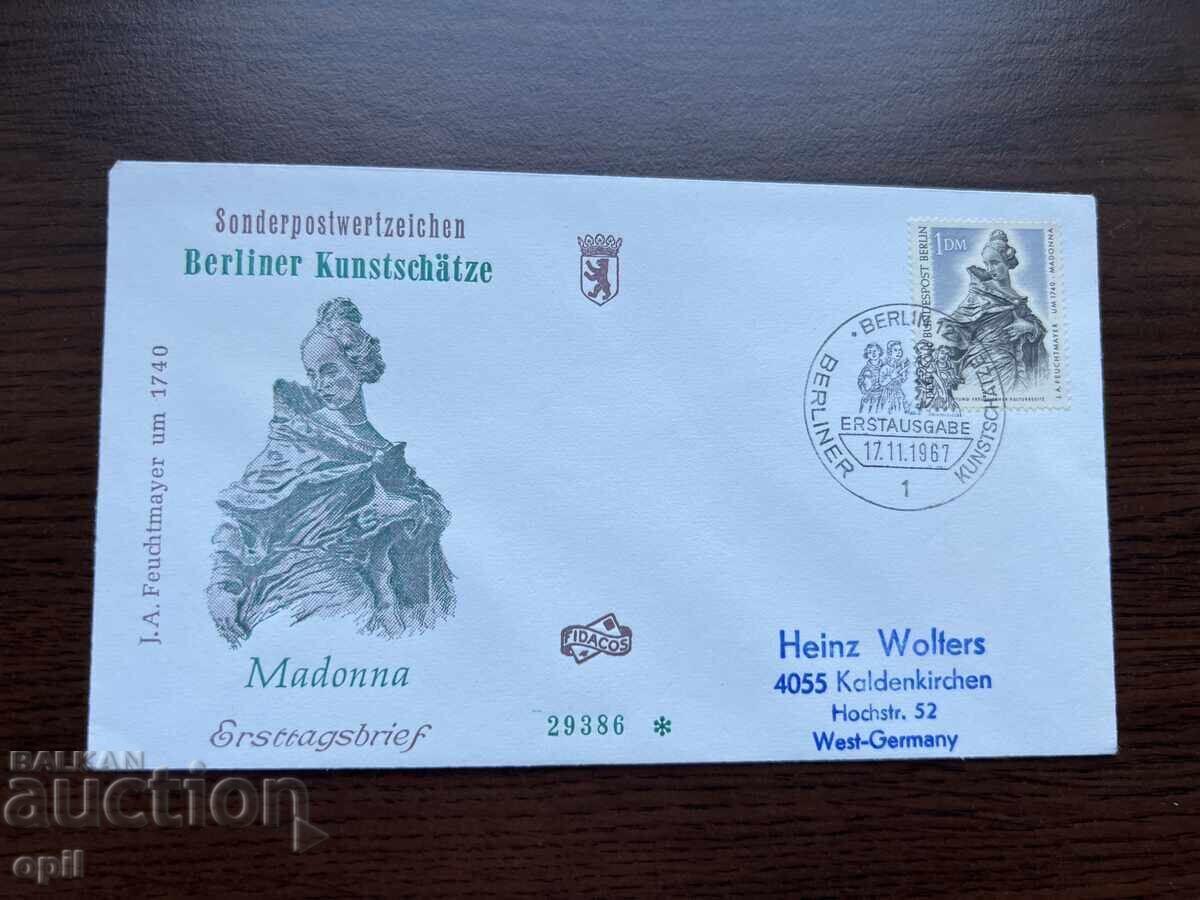 Sonderpostwertzeichen
Berliner Kunstschätze
J.A. Feuchtmayer um 1740
Madonna
Ersttagsbrief
FIDACOS
29386 *
1 DM
DEUTSCHE BUNDESPOST BERLIN
J. A. FEUCHTMAYER · UM 1740 · MADONNA
* BERLIN 12
BERLINER KUNSTSCHÄTZE
ERSTAUSGABE
17.11.1967
1
Heinz Wolters
4055 Kaldenkirchen
Hochstr. 52
West-Germany
BALKAN
auction
opil